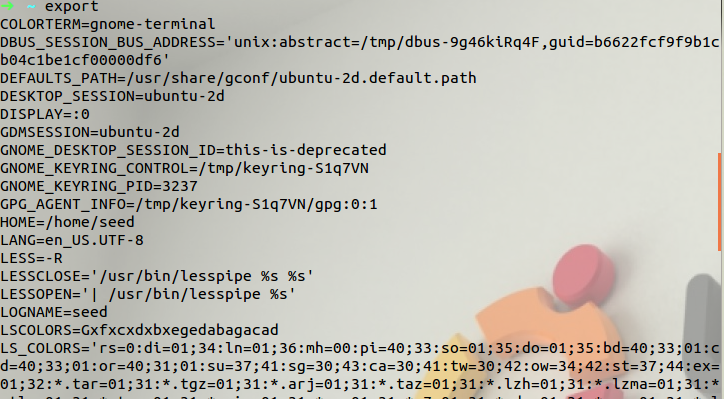 ➜ ~ export
COLORTERM=gnome-terminal
DBUS_SESSION_BUS_ADDRESS='unix:abstract=/tmp/dbus-9g46kiRq4F,guid=b6622fcf9f9b1c
b04c1be1cf00000df6'
DEFAULTS_PATH=/usr/share/gconf/ubuntu-2d.default.path
DESKTOP_SESSION=ubuntu-2d
DISPLAY=:0
GDMSESSION=ubuntu-2d
GNOME_DESKTOP_SESSION_ID=this-is-deprecated
GNOME_KEYRING_CONTROL=/tmp/keyring-S1q7VN
GNOME_KEYRING_PID=3237
GPG_AGENT_INFO=/tmp/keyring-S1q7VN/gpg:0:1
HOME=/home/seed
LANG=en_US.UTF-8
LESS=-R
LESSCLOSE='/usr/bin/lesspipe %s %s'
LESSOPEN='| /usr/bin/lesspipe %s'
LOGNAME=seed
LSCOLORS=Gxfxcxdxbxegedabagacad
LS_COLORS='rs=0:di=01;34:ln=01;36:mh=00:pi=40;33:so=01;35:do=01;35:bd=40;33;01:c
d=40;33;01:or=40;31;01:su=37;41:sg=30;43:ca=30;41:tw=30;42:ow=34;42:st=37;44:ex=
01;32:*.tar=01;31:*.tgz=01;31:*.arj=01;31:*.taz=01;31:*.lzh=01;31:*.lzma=01;31:*